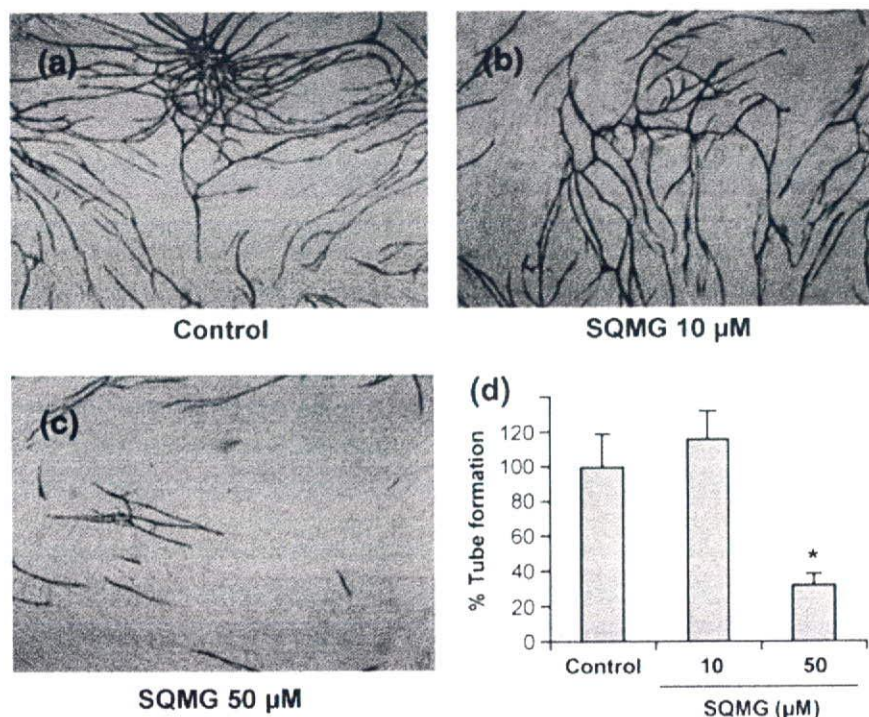 (a)
Control
(b)
SQMG 10 µM
(c)
SQMG 50 µM
(d)
% Tube formation
120
100
80
60
40
20
0
*
Control
10
50
SQMG (µM)